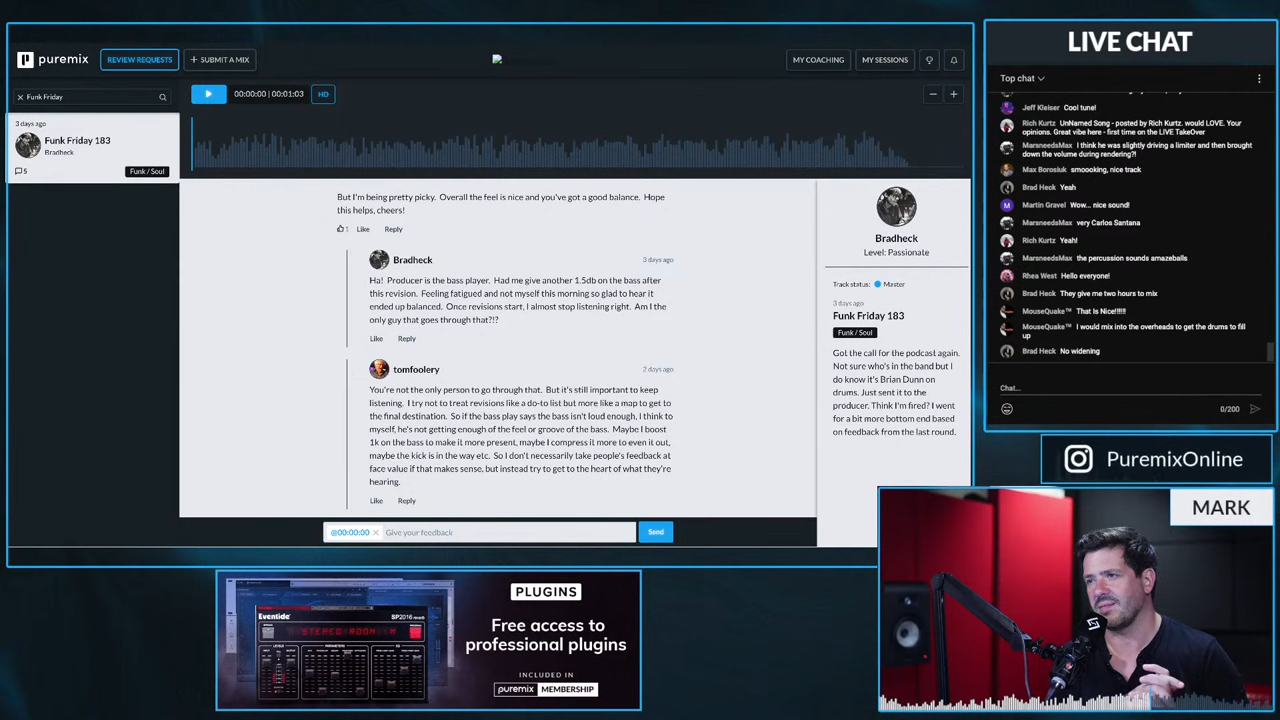 puremix
REVIEW REQUESTS
+ SUBMIT A MIX
MY COACHING
MY SESSIONS
Funk Friday
00:00:00 | 00:01:03
HD
3 days ago
Funk Friday 183
Bradheck
5
Funk / Soul
But I'm being pretty picky. Overall the feel is nice and you've got a good balance. Hope
this helps, cheers!
1 Like Reply
Bradheck 3 days ago
Ha! Producer is the bass player. Had me give another 1.5db on the bass after
this revision. Feeling fatigued and not myself this morning so glad to hear it
ended up balanced. Once revisions start, I almost stop listening right. Am I the
only guy that goes through that?!?
Like Reply
tomfoolery 2 days ago
You're not the only person to go through that. But it's still important to keep
listening. I try not to treat revisions like a do-to list but more like a map to get to
the final destination. So if the bass play says the bass isn't loud enough, I think to
myself, he's not getting enough of the feel or groove of the bass. Maybe I boost
1k on the bass to make it more present, maybe I compress it more to even it out,
maybe the kick is in the way etc. So I don't necessarily take people's feedback at
face value if that makes sense, but instead try to get to the heart of what they're
hearing.
Like Reply
@00:00:00 × Give your feedback
Send
Bradheck
Level: Passionate
Track status: Master
3 days ago
Funk Friday 183
Funk / Soul
Got the call for the podcast again.
Not sure who's in the band but I
do know it's Brian Dunn on
drums. Just sent it to the
producer. Think I'm fired? I went
for a bit more bottom end based
on feedback from the last round.
LIVE CHAT
Top chat
Jeff Kleiser Cool tune!
Rich Kurtz UnNamed Song - posted by Rich Kurtz. would LOVE. Your
opinions. Great vibe here - first time on the LIVE TakeOver
MarsneedsMax I think he was slightly driving a limiter and then brought
down the volume during rendering?!
Max Borosiuk smoooking, nice track
Brad Heck Yeah
Martin Gravel Wow... nice sound!
MarsneedsMax very Carlos Santana
Rich Kurtz Yeah!
MarsneedsMax the percussion sounds amazeballs
Rhea West Hello everyone!
Brad Heck They give me two hours to mix
MouseQuake™ That Is Nice!!!!!!
MouseQuake™ I would mix into the overheads to get the drums to fill
up
Brad Heck No widening
Chat...
0/200
PuremixOnline
MARK
Eventide
SP2016 reverb
STEREO ROOM M
PLUGINS
Free access to
professional plugins
INCLUDED IN
puremix MEMBERSHIP